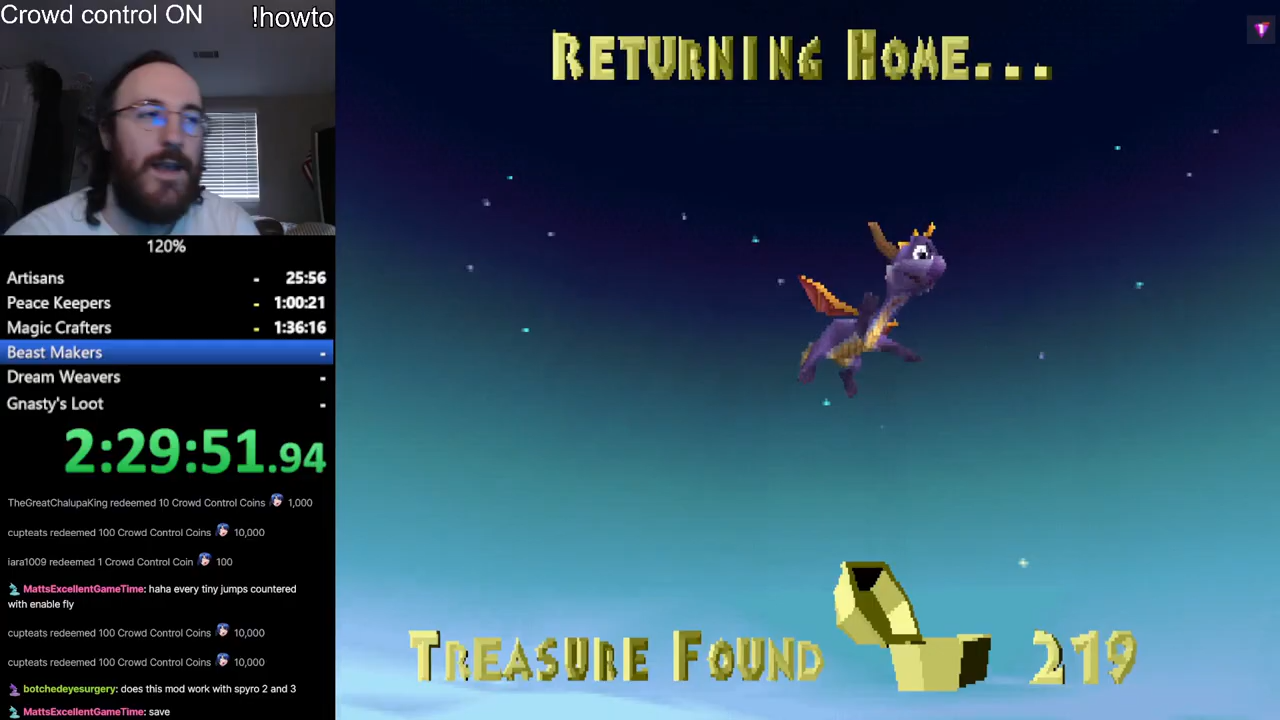 Crowd control ON !howto
RETURNING HOME...
120%
Artisans - 25:56
Peace Keepers - 1:00:21
Magic Crafters - 1:36:16
Beast Makers -
Dream Weavers -
Gnasty's Loot -
2:29:51.94
TheGreatChalupaKing redeemed 10 Crowd Control Coins 1,000
cupteats redeemed 100 Crowd Control Coins 10,000
iara1009 redeemed 1 Crowd Control Coin 100
MattsExcellentGameTime: haha every tiny jumps countered
with enable fly
cupteats redeemed 100 Crowd Control Coins 10,000
cupteats redeemed 100 Crowd Control Coins 10,000
botchedeyesurgery: does this mod work with spyro 2 and 3
MattsExcellentGameTime: save
TREASURE FOUND 219